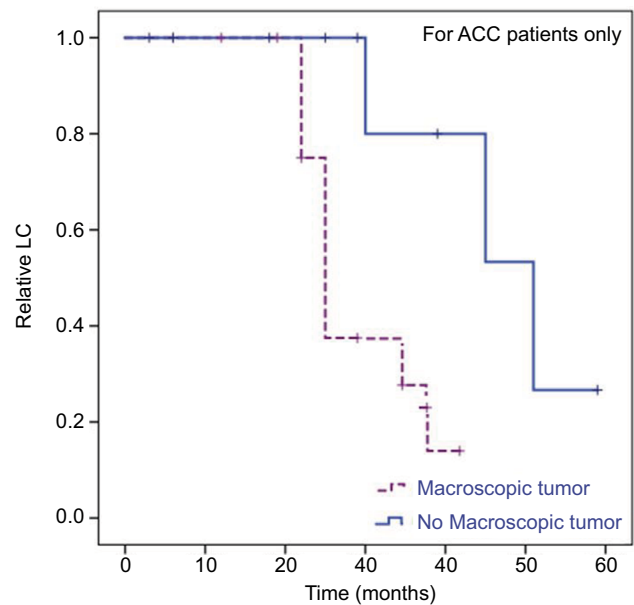 For ACC patients only
1.0
0.8
0.6
0.4
0.2
0.0
Relative LC
Macroscopic tumor
No Macroscopic tumor
0 10 20 40 40 50 60
Time (months)